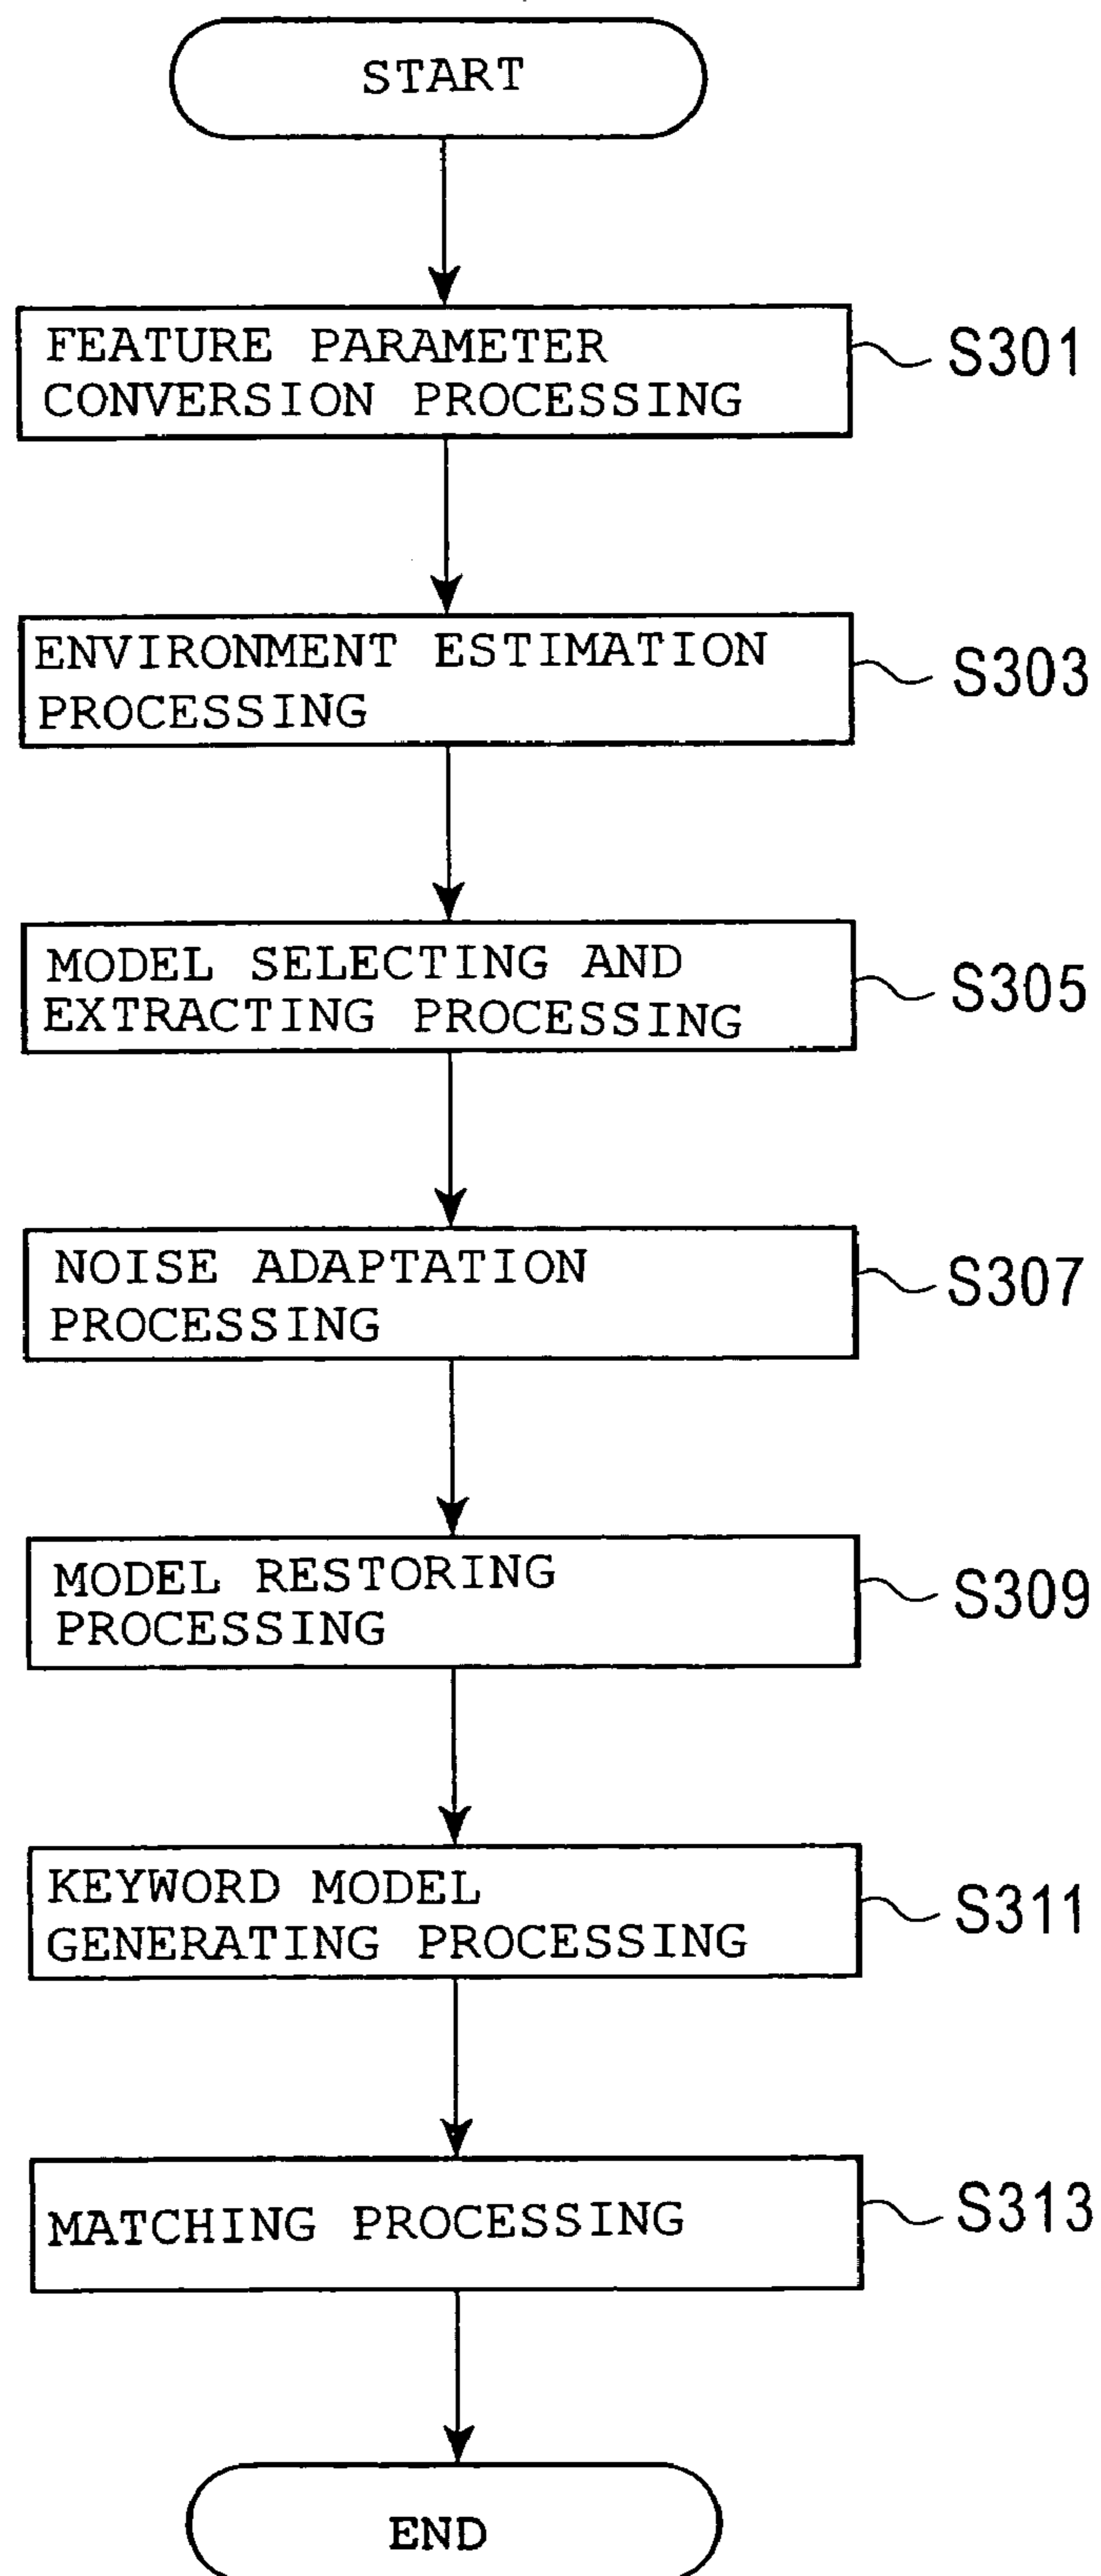 START
FEATURE PARAMETER
CONVERSION PROCESSING
S301
ENVIRONMENT ESTIMATION
PROCESSING
S303
MODEL SELECTING AND
EXTRACTING PROCESSING
S305
NOISE ADAPTATION
PROCESSING
S307
MODEL RESTORING
PROCESSING
S309
KEYWORD MODEL
GENERATING PROCESSING
S311
MATCHING PROCESSING
S313
END